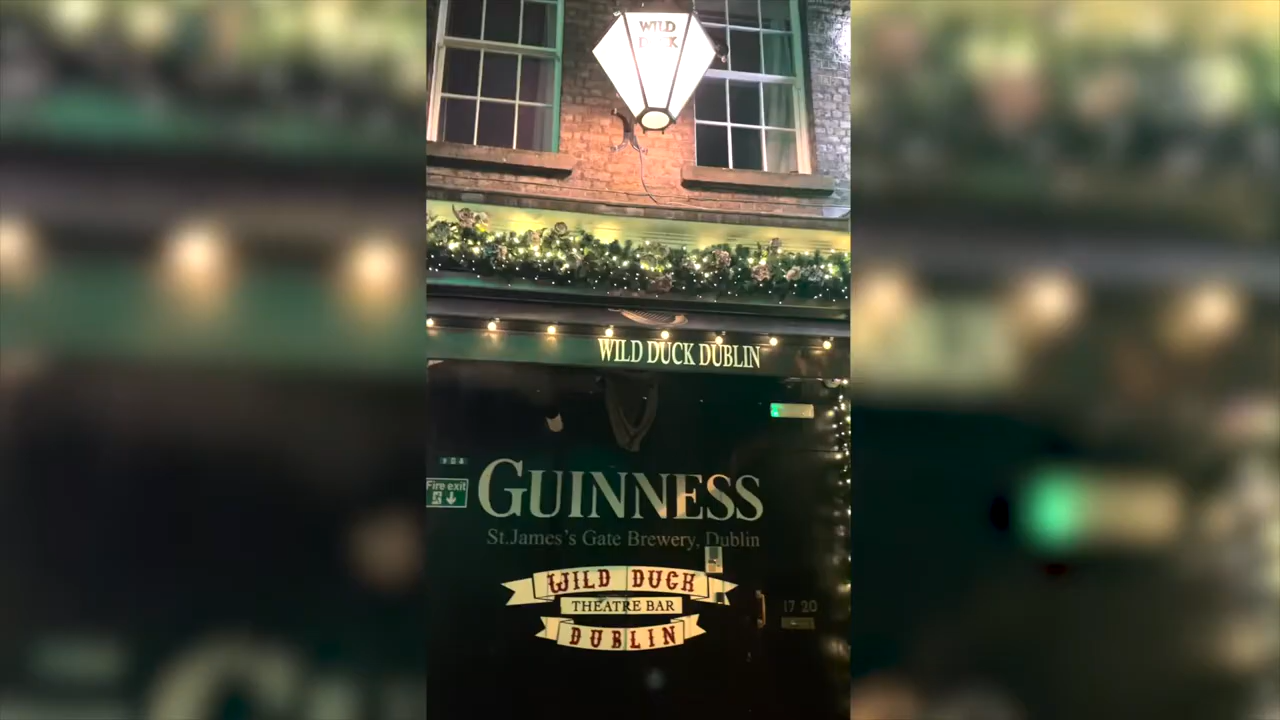 WILD
DUCK
WILD DUCK DUBLIN
Fire exit
GUINNESS
St.James's Gate Brewery, Dublin
WILD DUCK
THEATRE BAR
DUBLIN
17 20